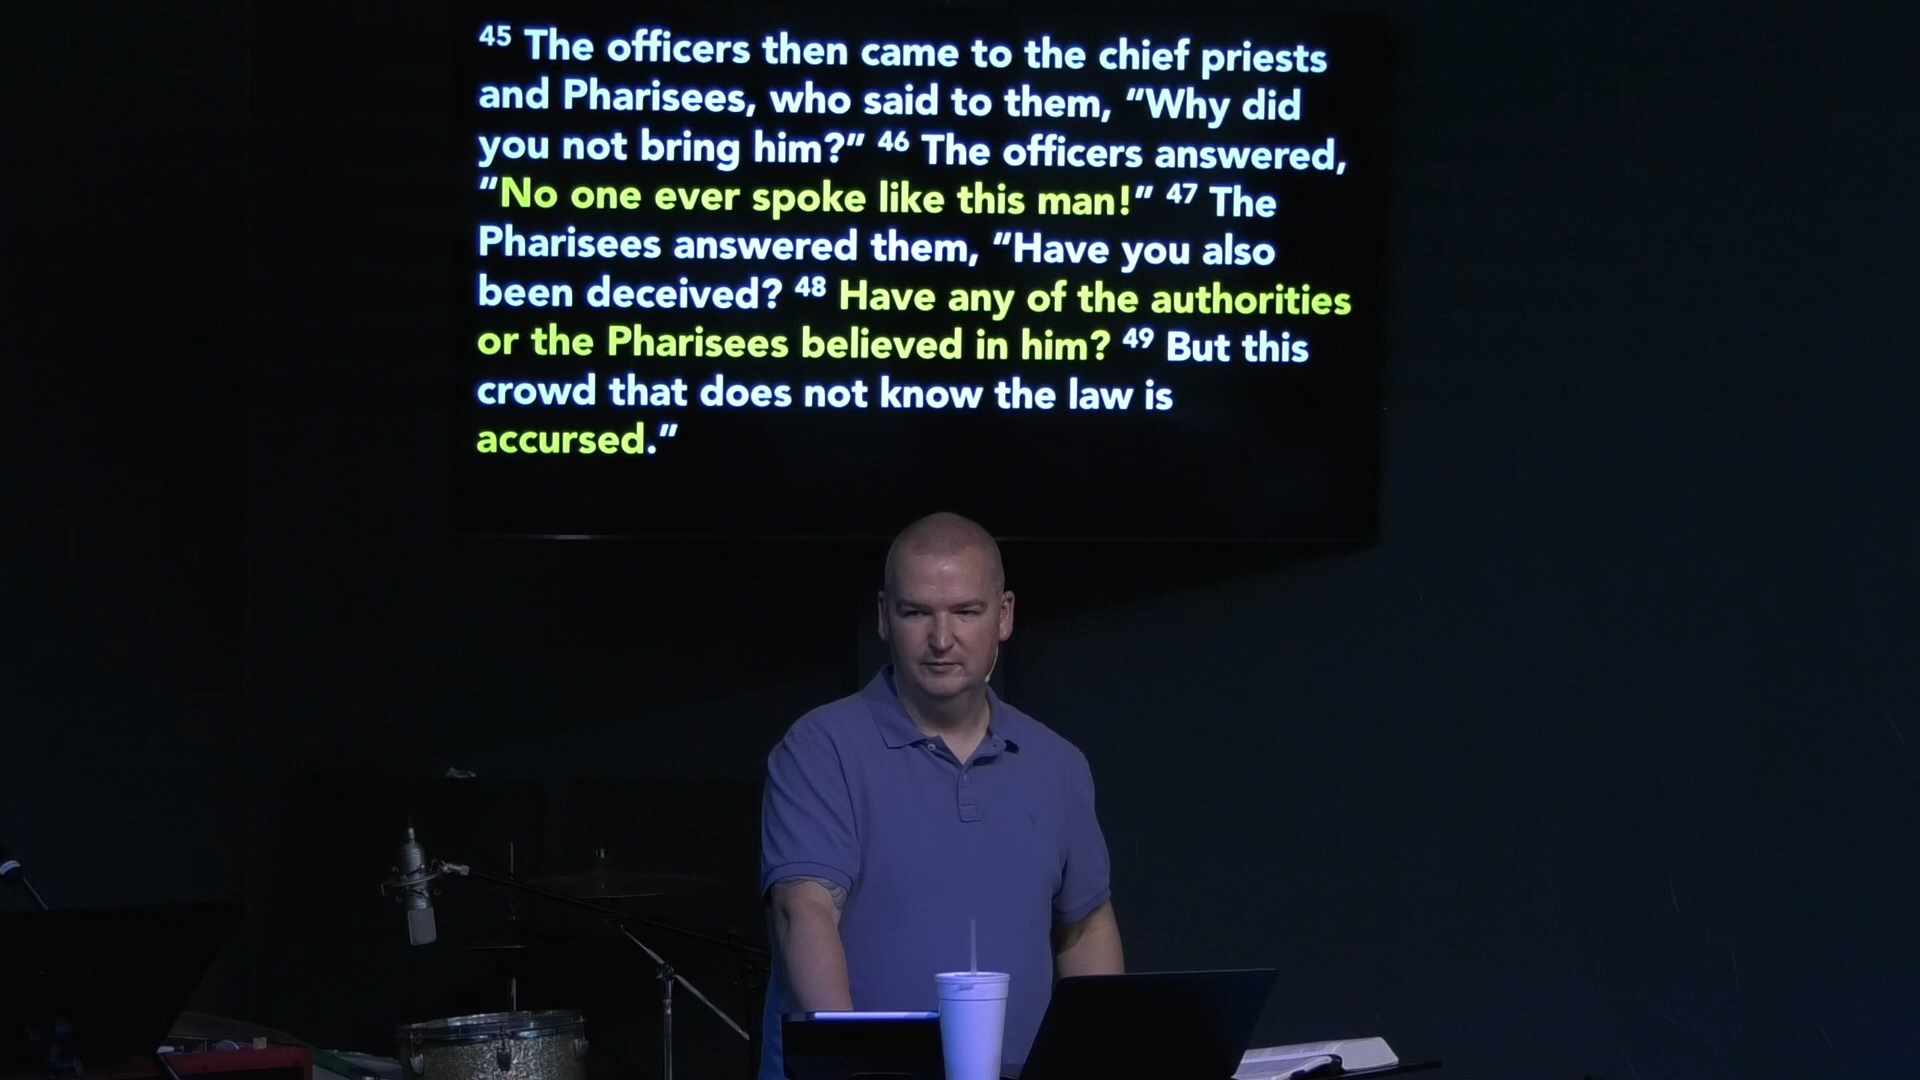 45 The officers then came to the chief priests
and Pharisees, who said to them, “Why did
you not bring him?” 46 The officers answered,
“No one ever spoke like this man!” 47 The
Pharisees answered them, “Have you also
been deceived? 48 Have any of the authorities
or the Pharisees believed in him? 49 But this
crowd that does not know the law is
accursed.”